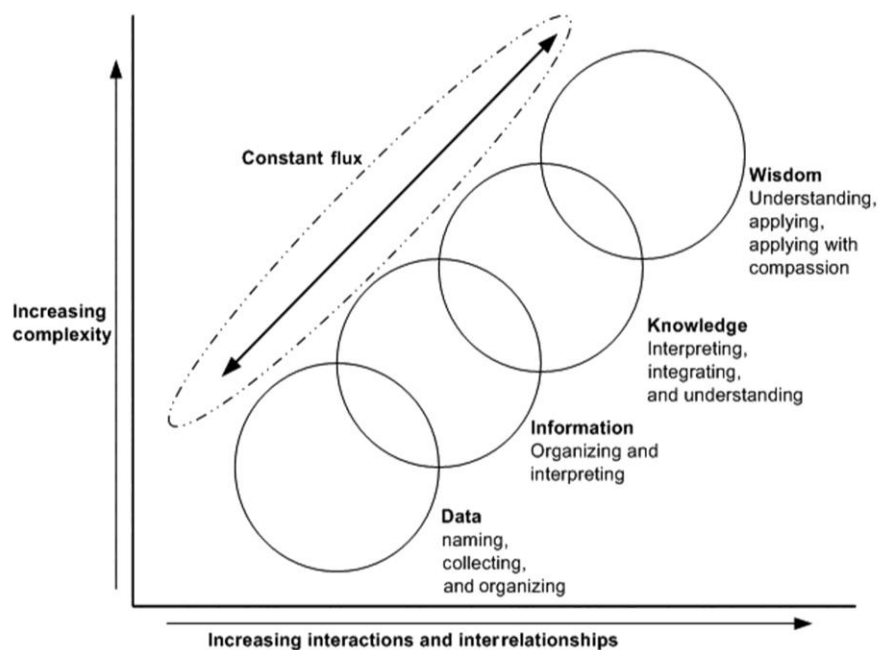 Constant flux
Wisdom
Understanding,
applying,
applying with
compassion
Increasing
complexity
Knowledge
Interpreting,
integrating,
and understanding
Information
Organizing and
interpreting
Data
naming,
collecting,
and organizing
Increasing interactions and interrelationships